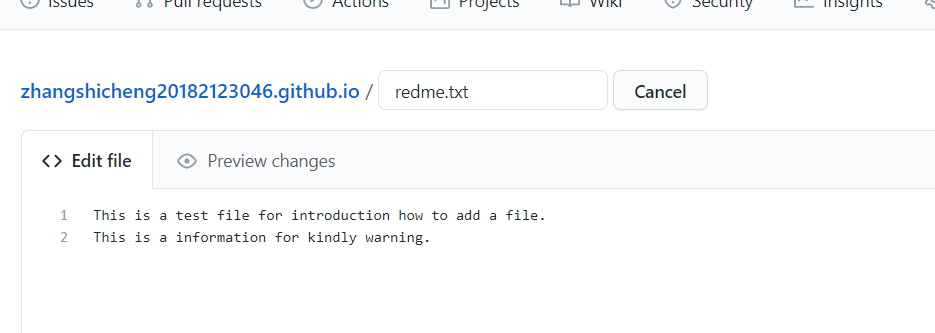 Issues Pull requests Actions Projects Wiki Security Insights
zhangshicheng20182123046.github.io / redme.txt Cancel
Edit file Preview changes
1 This is a test file for introduction how to add a file.
2 This is a information for kindly warning.